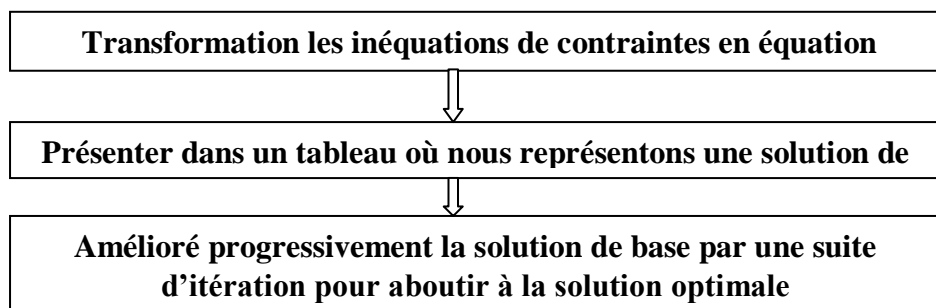 Transformation les inéquations de contraintes en équation
Présenter dans un tableau où nous représentons une solution de
Amélioré progressivement la solution de base par une suite
d'itération pour aboutir à la solution optimale